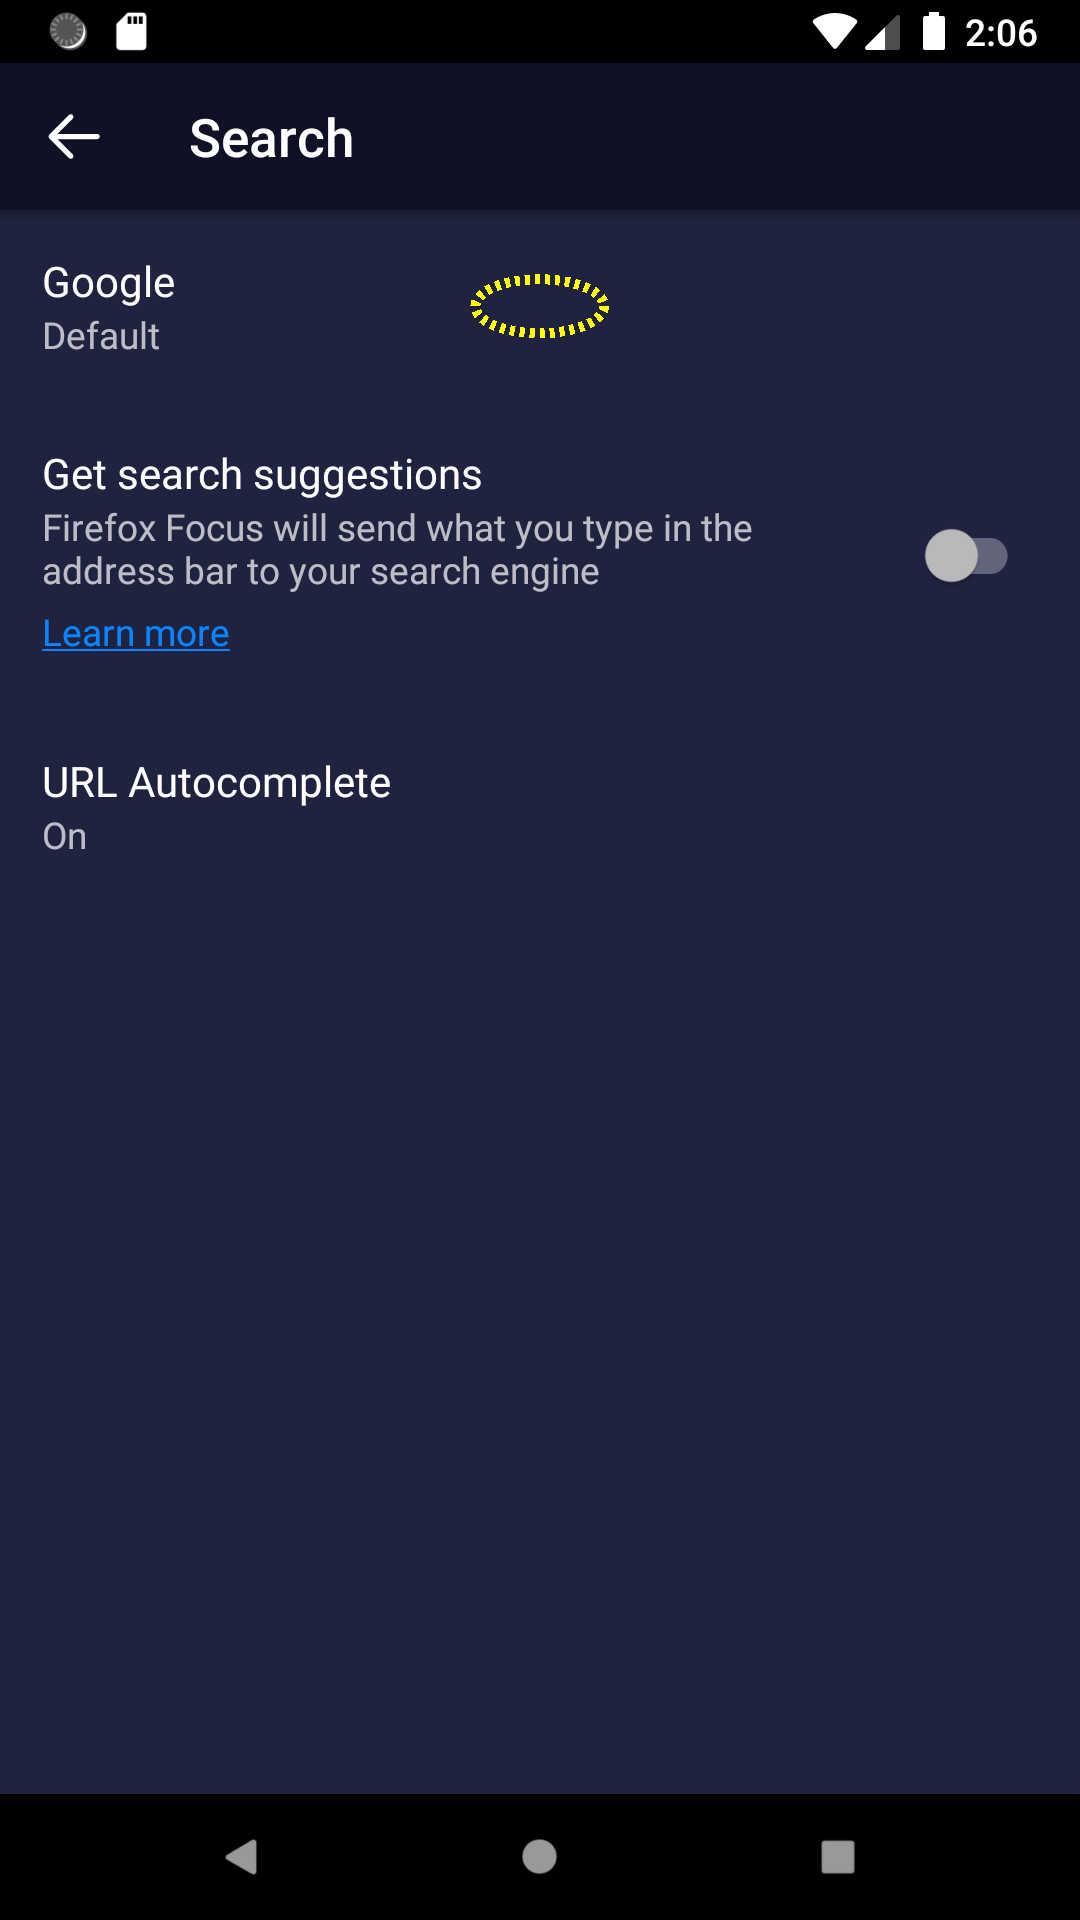 2:06
Search
Google
Default
Get search suggestions
Firefox Focus will send what you type in the
address bar to your search engine
Learn more
URL Autocomplete
On